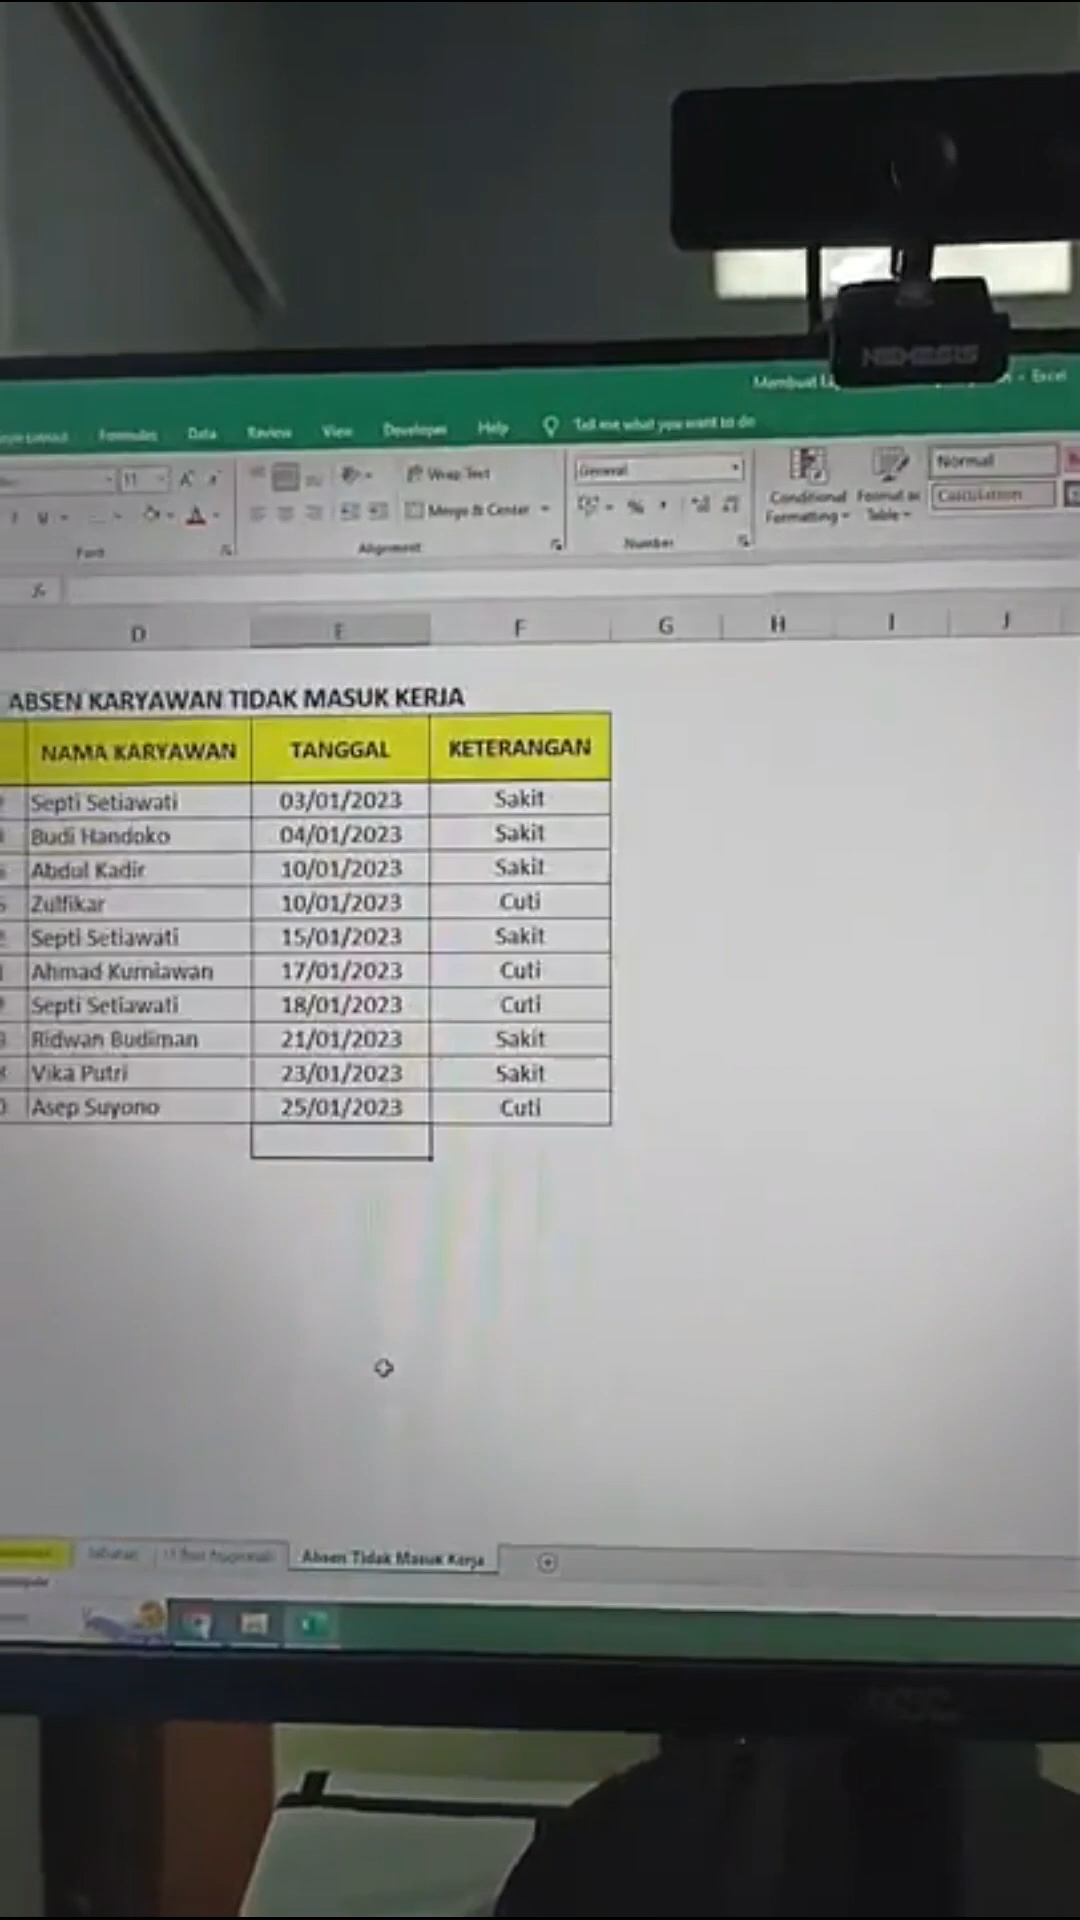 NEMESIS
Membuat
- Excel
Formulas Data Review View Developer Help Tell me what you want to do
11 Wrap Text General Normal
Merge & Center Conditional Formatting Format as Table Calculation
Font Alignment Number
fx
D E F G H I J
ABSEN KARYAWAN TIDAK MASUK KERJA
NAMA KARYAWAN TANGGAL KETERANGAN
Septi Setiawati 03/01/2023 Sakit
Budi Handoko 04/01/2023 Sakit
Abdul Kadir 10/01/2023 Sakit
Zulfikar 10/01/2023 Cuti
Septi Setiawati 15/01/2023 Sakit
Ahmad Kurniawan 17/01/2023 Cuti
Septi Setiawati 18/01/2023 Cuti
Ridwan Budiman 21/01/2023 Sakit
Vika Putri 23/01/2023 Sakit
Asep Suyono 25/01/2023 Cuti
Absen Tidak Masuk Kerja
AOC